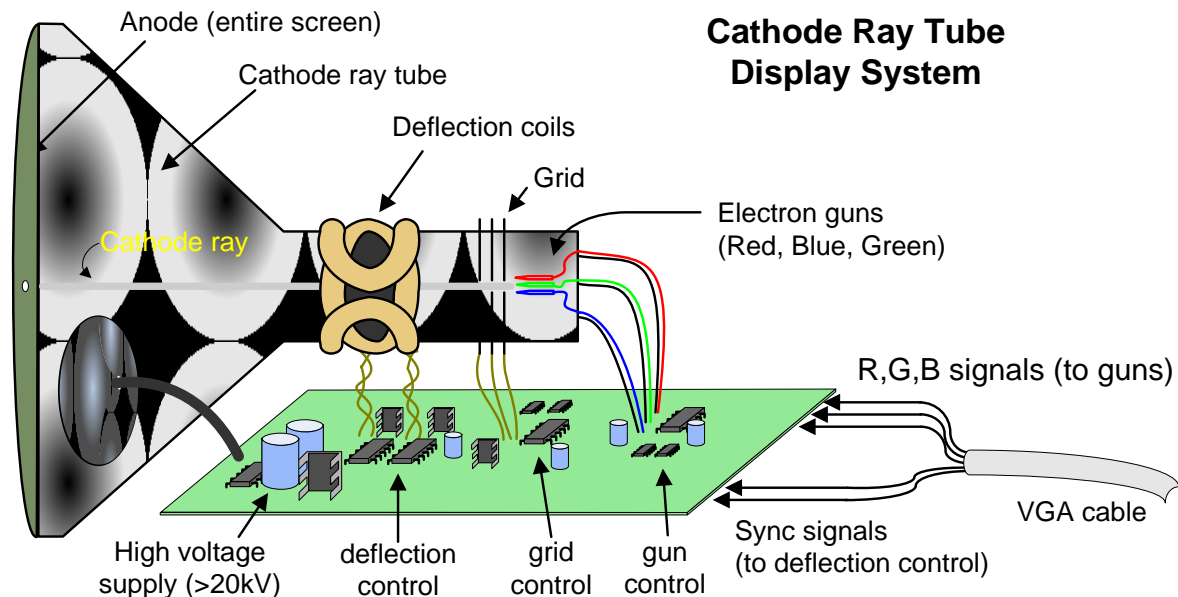 Cathode Ray Tube
Display System
Anode (entire screen)
Cathode ray tube
Deflection coils
Grid
Electron guns
(Red, Blue, Green)
Cathode ray
R,G,B signals (to guns)
VGA cable
Sync signals
(to deflection control)
High voltage
supply (>20kV)
deflection
control
grid
control
gun
control